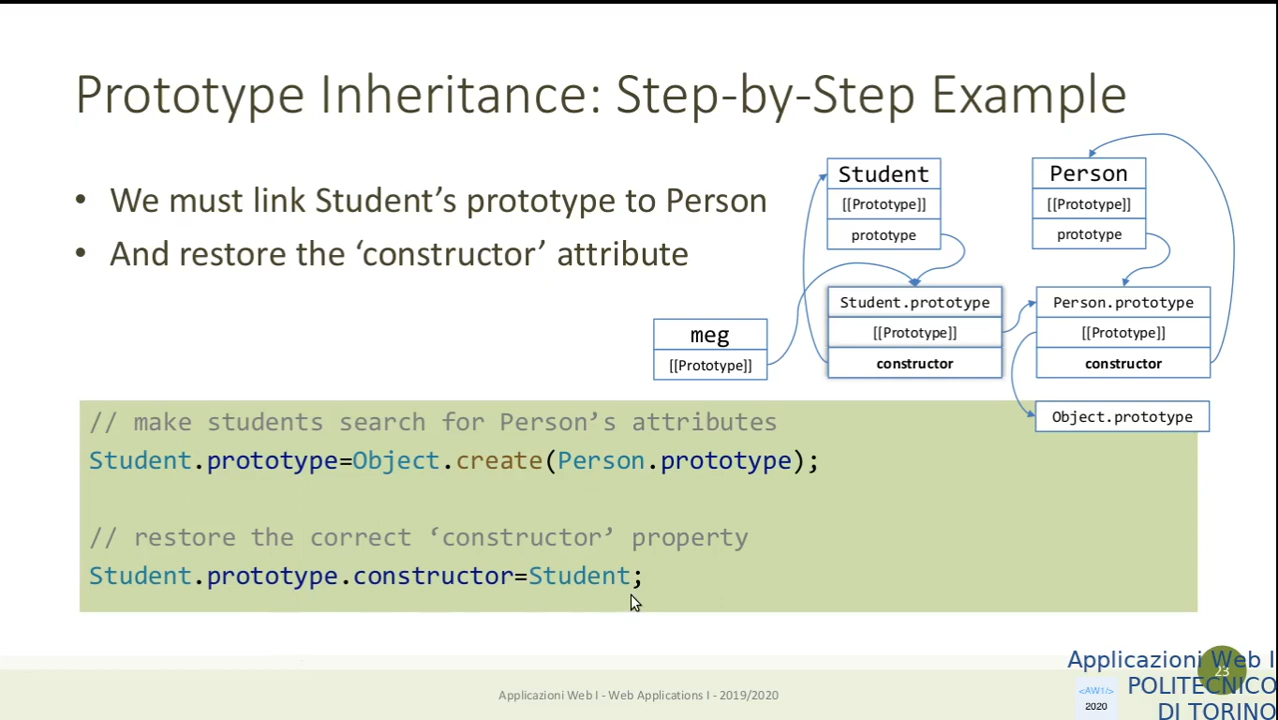 Prototype Inheritance: Step-by-Step Example
• We must link Student’s prototype to Person
• And restore the ‘constructor’ attribute
Student
[[Prototype]]
prototype
Person
[[Prototype]]
prototype
Student.prototype
[[Prototype]]
constructor
Person.prototype
[[Prototype]]
constructor
meg
[[Prototype]]
Object.prototype
// make students search for Person’s attributes
Student.prototype=Object.create(Person.prototype);
// restore the correct ‘constructor’ property
Student.prototype.constructor=Student;
Applicazioni Web I - Web Applications I - 2019/2020
23
Applicazioni Web I
POLITECNICO
DI TORINO
<AW1/>
2020